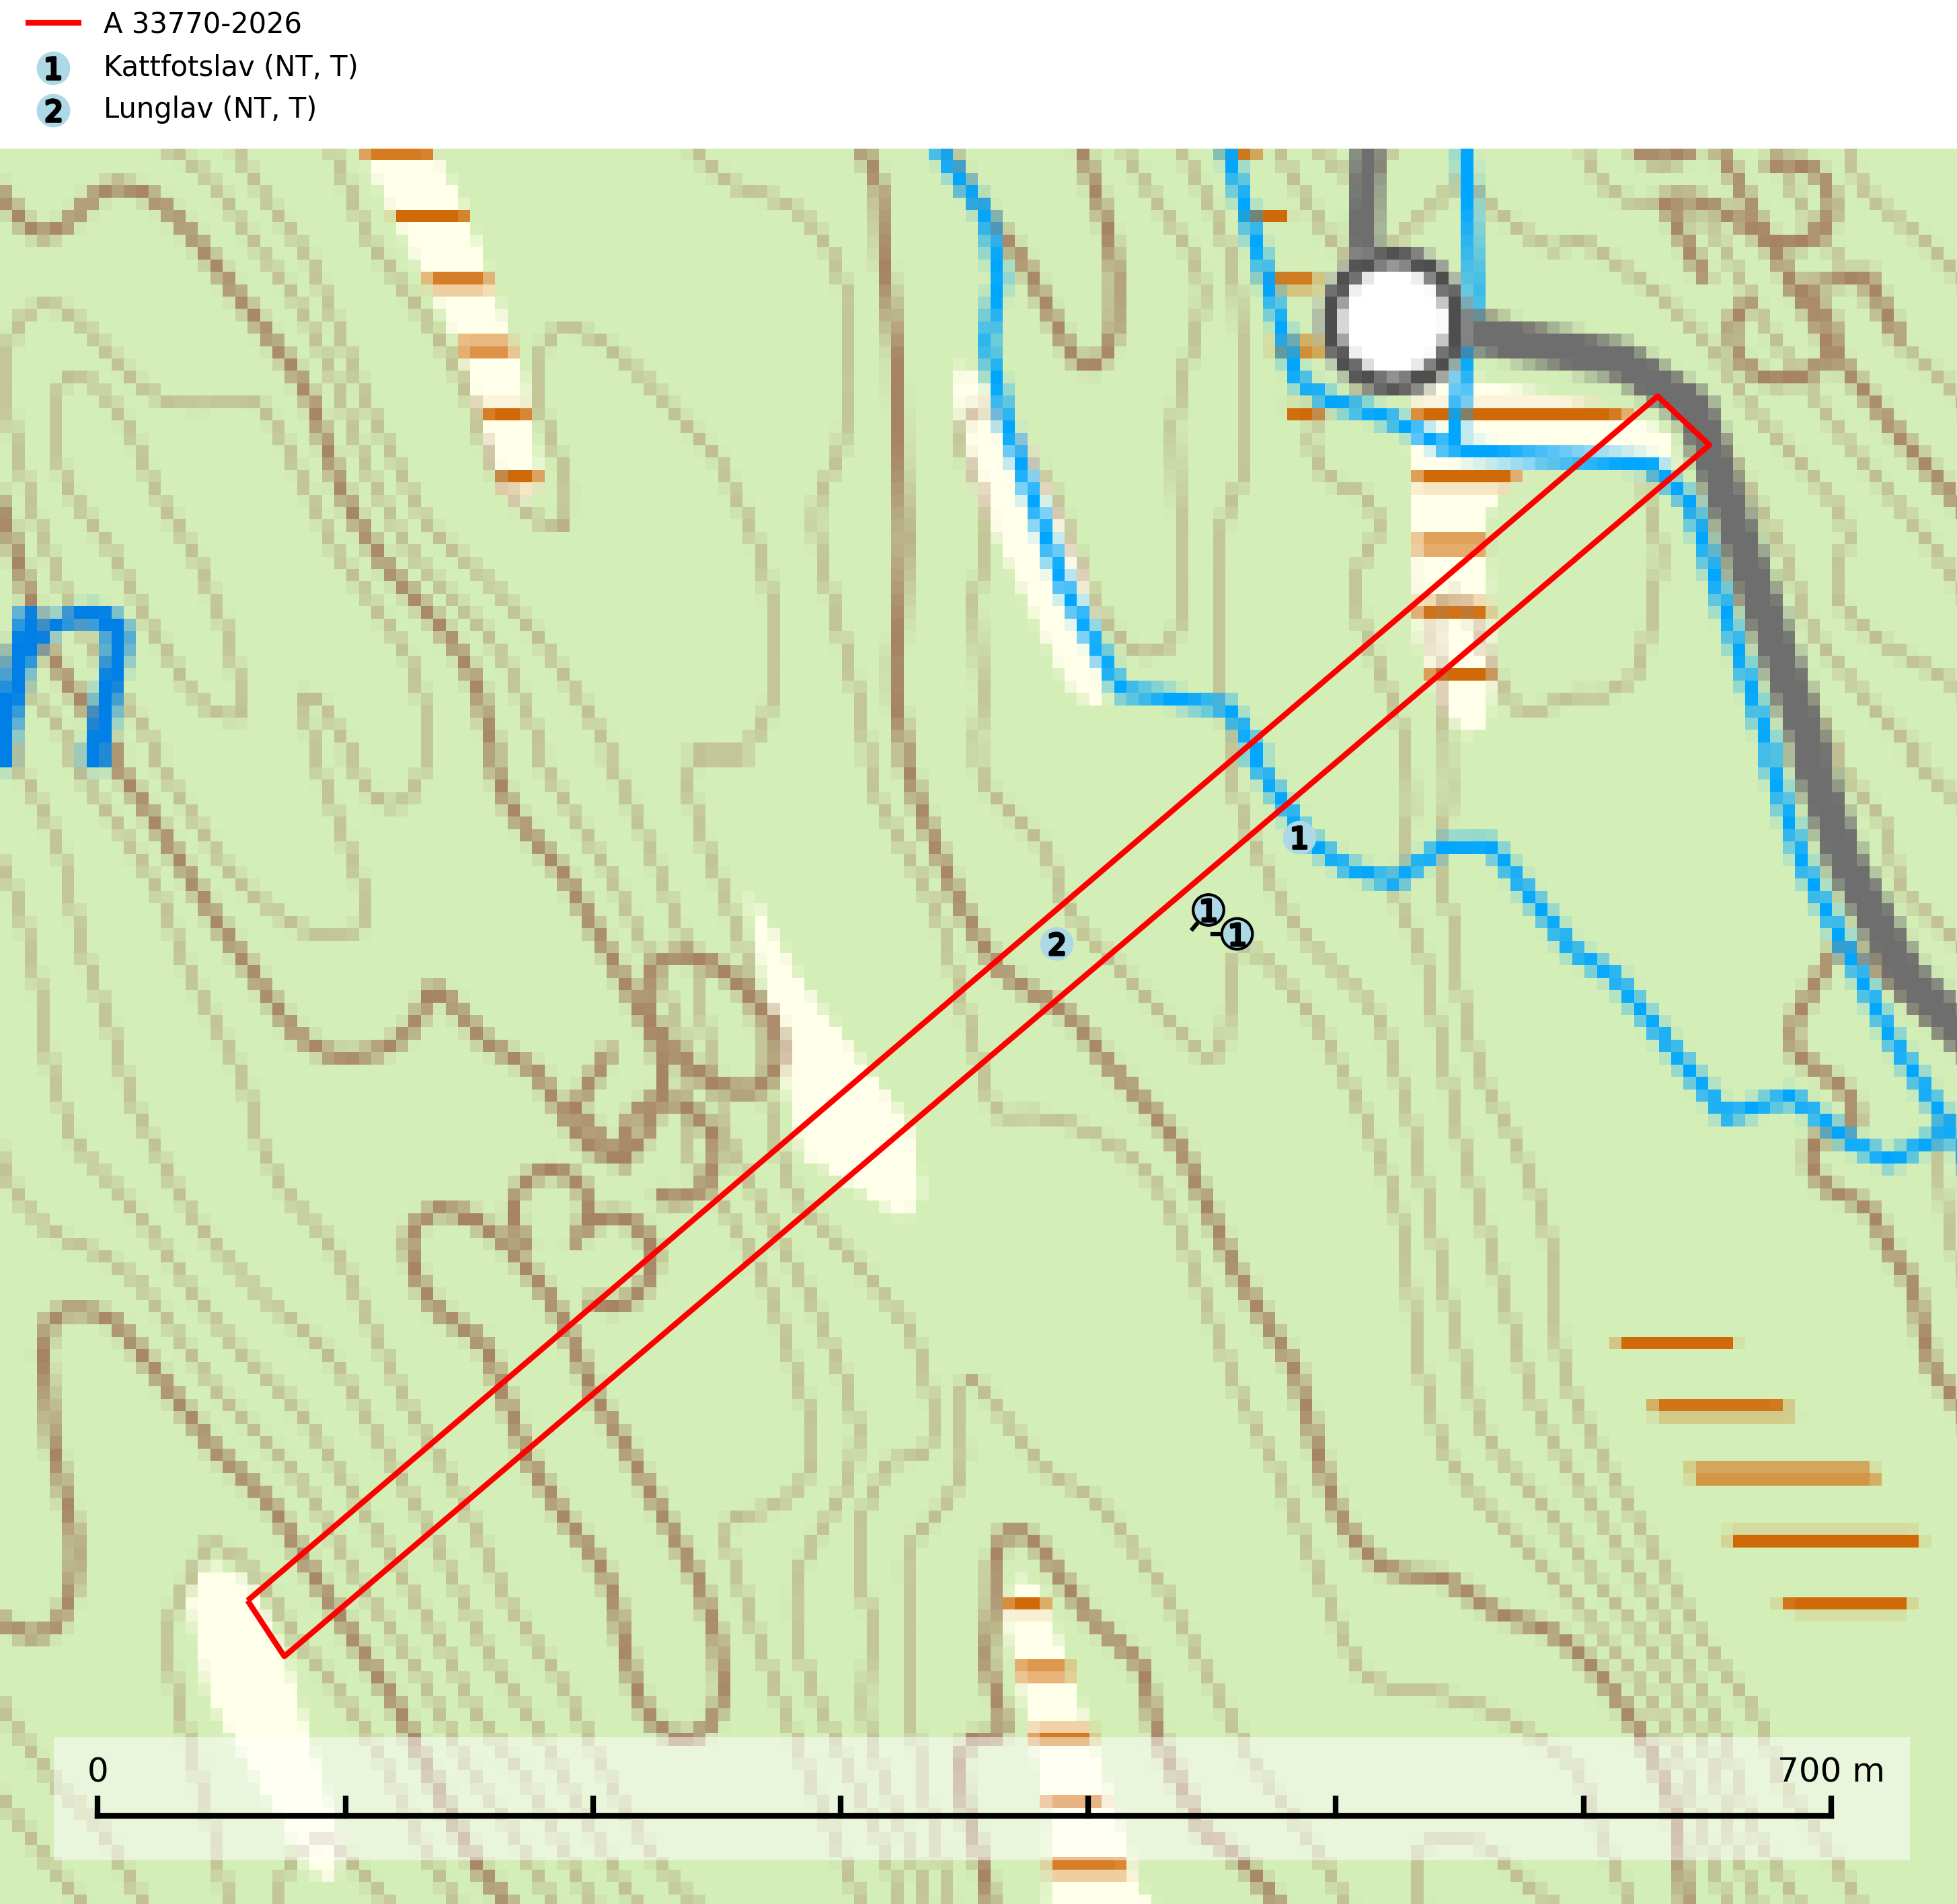 A 33770-2026
1 Kattfotslav (NT, T)
2 Lunglav (NT, T)
1
1
2
1
0 700 m